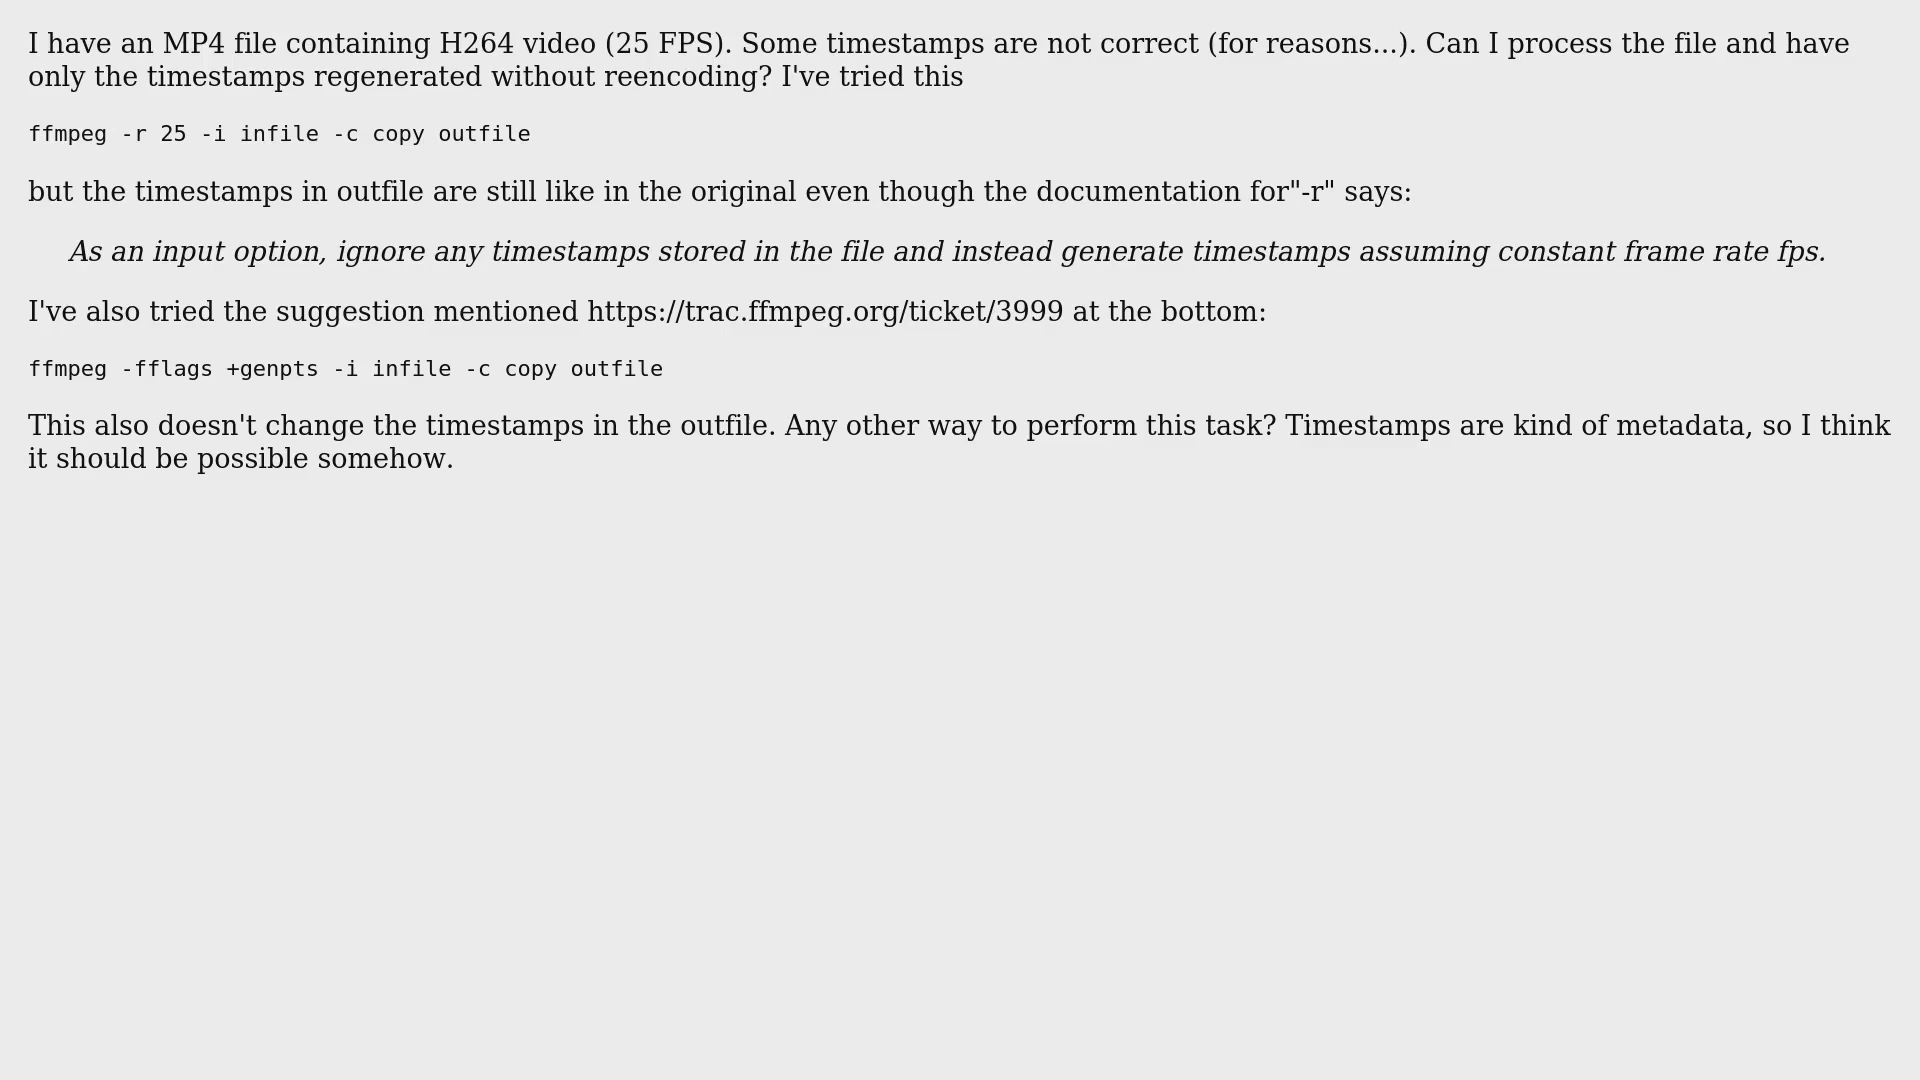 I have an MP4 file containing H264 video (25 FPS). Some timestamps are not correct (for reasons...). Can I process the file and have
only the timestamps regenerated without reencoding? I've tried this
ffmpeg -r 25 -i infile -c copy outfile
but the timestamps in outfile are still like in the original even though the documentation for"-r" says:
As an input option, ignore any timestamps stored in the file and instead generate timestamps assuming constant frame rate fps.
I've also tried the suggestion mentioned https://trac.ffmpeg.org/ticket/3999 at the bottom:
ffmpeg -fflags +genpts -i infile -c copy outfile
This also doesn't change the timestamps in the outfile. Any other way to perform this task? Timestamps are kind of metadata, so I think
it should be possible somehow.